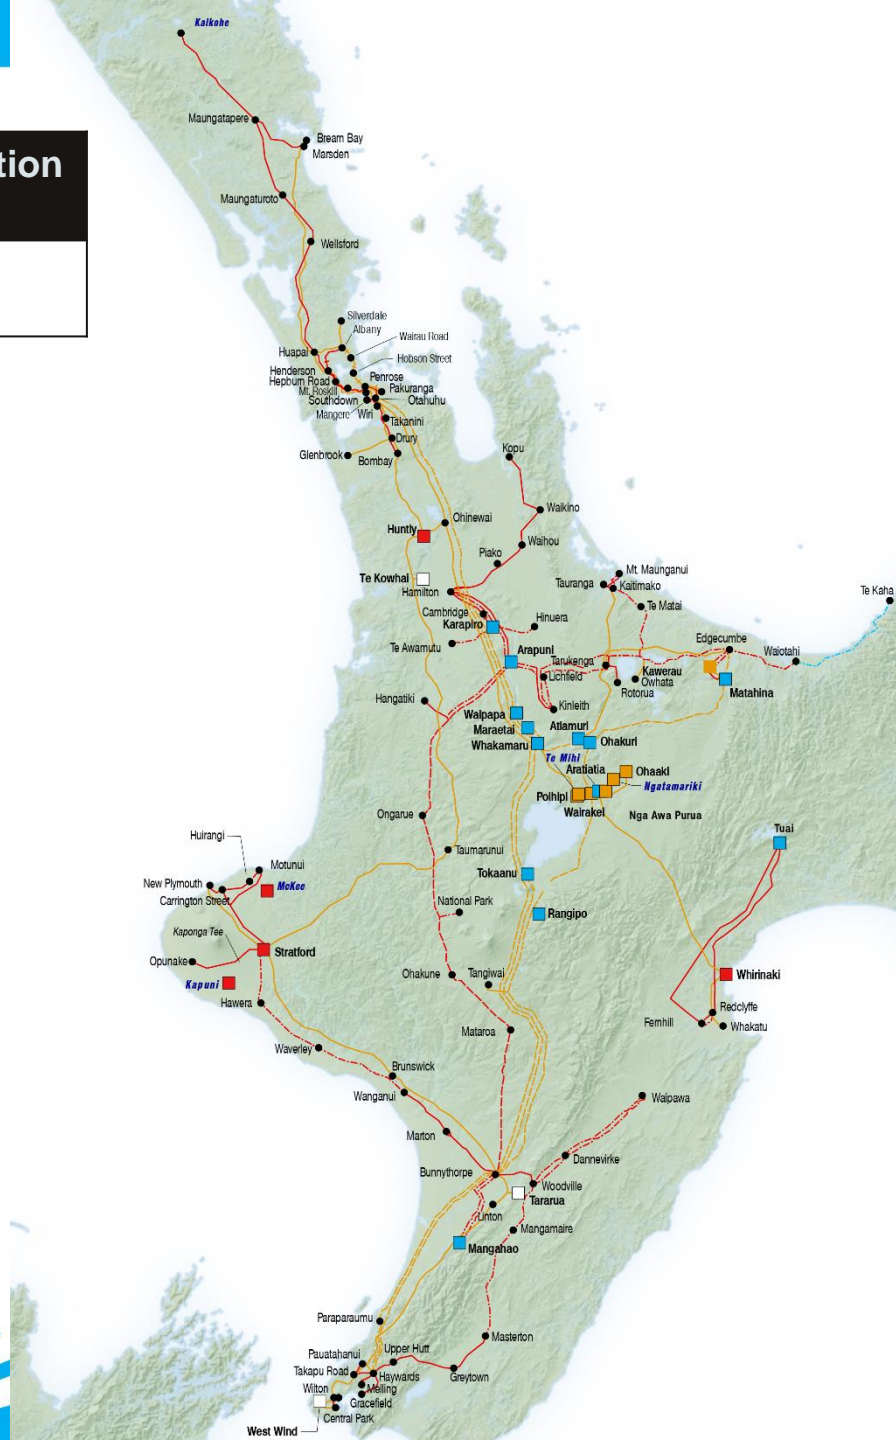 Kaikohe
Maungatapere
Bream Bay
Marsden
tion
Maungaturoto
Wellsford
Silverdale
Albany
Wairau Road
Huapai
Hobson Street
Henderson
Hepburn Road
Penrose
Mt. Roskill
Pakuranga
Southdown
Otahuhu
Mangere
Wiri
Takanini
Drury
Glenbrook
Bombay
Kopu
Waikino
Ohinewai
Huntly
Waihou
Piako
Te Kowhai
Mt. Maunganui
Tauranga
Kaitimako
Hamilton
Te Kaha
Te Matai
Cambridge
Hinuera
Karapiro
Edgecumbe
Te Awamutu
Arapuni
Waiotahi
Tarukenga
Kawerau
Lichfield
Owhata
Rotorua
Matahina
Hangatiki
Kinleith
Waipapa
Atiamuri
Maraetai
Whakamaru
Ohakuri
Te Mihi
Aratiatia
Ohaaki
Ngatamariki
Poihipi
Wairakei
Nga Awa Purua
Ongarue
Tuai
Huirangi
Taumarunui
Motunui
New Plymouth
McKee
Carrington Street
Tokaanu
National Park
Rangipo
Kaponga Tee
Stratford
Opunake
Ohakune
Tangiwai
Whirinaki
Kapuni
Hawera
Redclyffe
Fernhill
Whakatu
Mataroa
Waverley
Brunswick
Wanganui
Waipawa
Marton
Dannevirke
Bunnythorpe
Woodville
Tararua
Linton
Mangamaire
Mangahao
Paraparaumu
Masterton
Pauatahanui
Upper Hutt
Takapu Road
Haywards
Greytown
Wilton
Melling
Gracefield
Central Park
West Wind